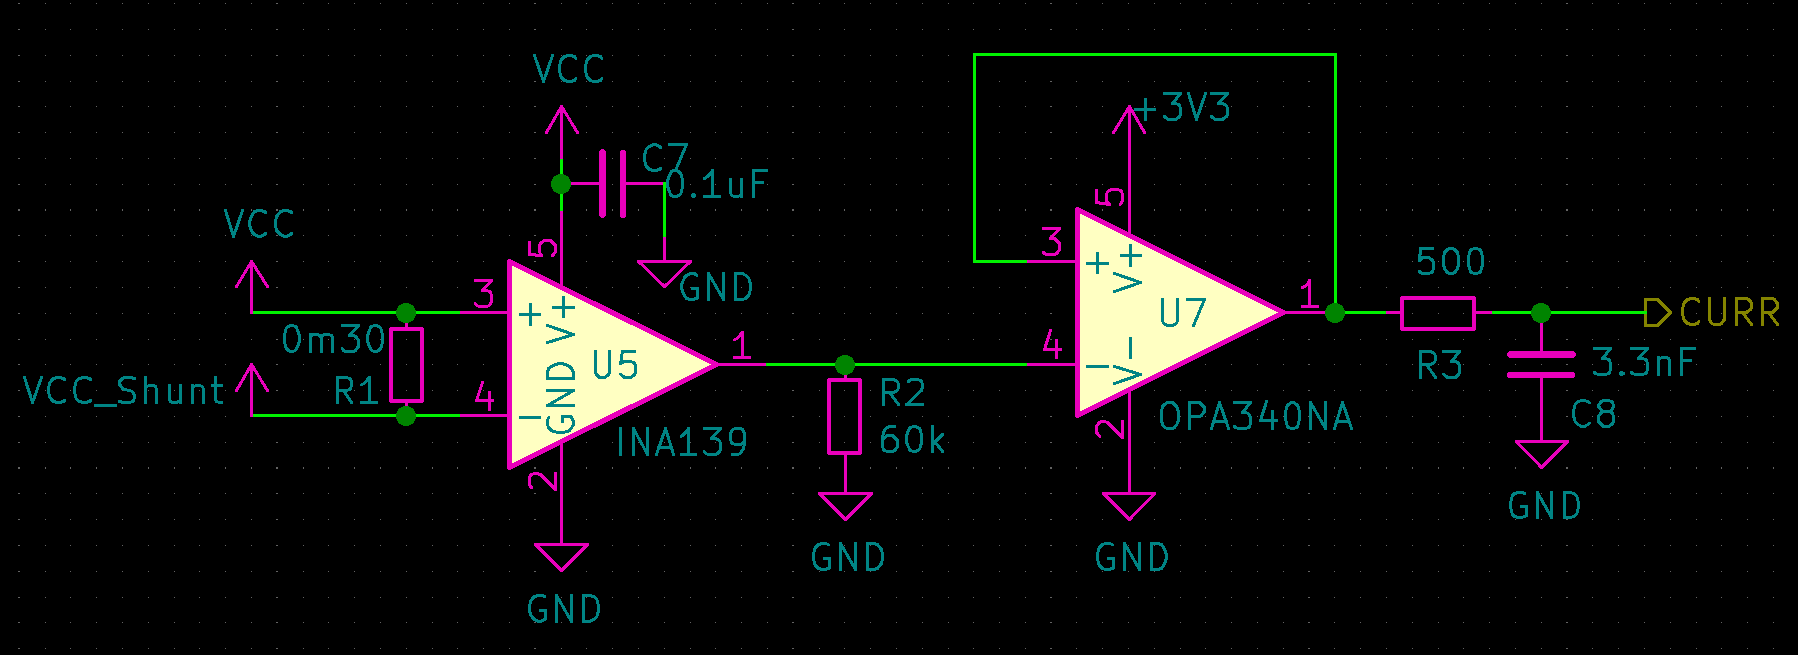 VCC
+3V3
C7
0.1uF
5
5
VCC
3
500
3
+
V+
GND
+
V+
1
U7
CURR
0m30
1
4
3.3nF
R3
U5
VCC_Shunt
R1
4
-
GND
R2
-
V-
OPA340NA
C8
INA139
60k
2
2
GND
GND
GND
GND